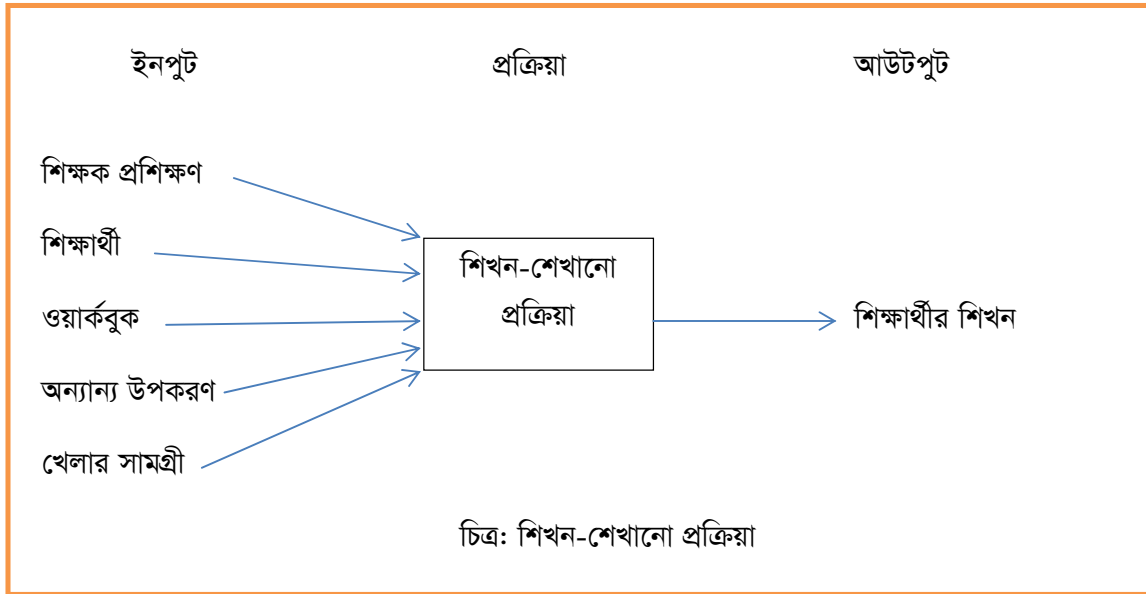 ইনপুট প্রক্রিয়া আউটপুট
শিক্ষক প্রশিক্ষণ
শিক্ষার্থী
ওয়ার্কবুক
অন্যান্য উপকরণ
খেলার সামগ্রী
শিখন-শেখানো
প্রক্রিয়া
শিক্ষার্থীর শিখন
চিত্র: শিখন-শেখানো প্রক্রিয়া